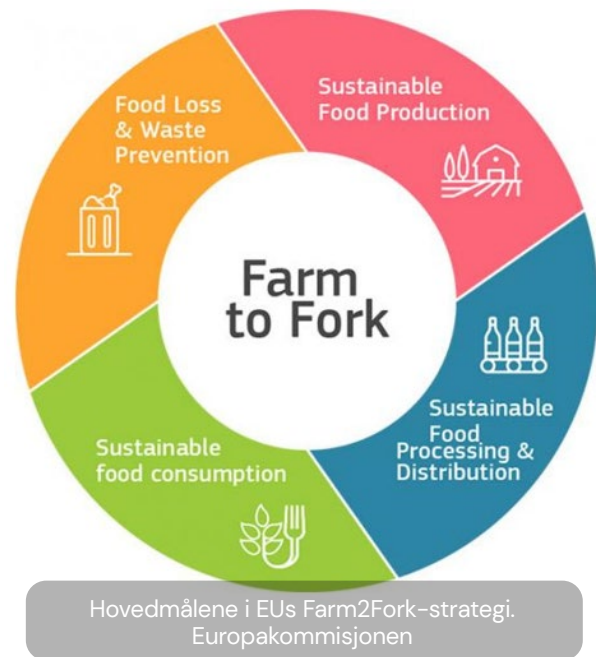 Food Loss
& Waste
Prevention
Sustainable
Food Production
Farm
to Fork
Sustainable
Food
Processing &
Distribution
Sustainable
food consumption
Hovedmålene i EUs Farm2Fork-strategi.
Europakommisjonen